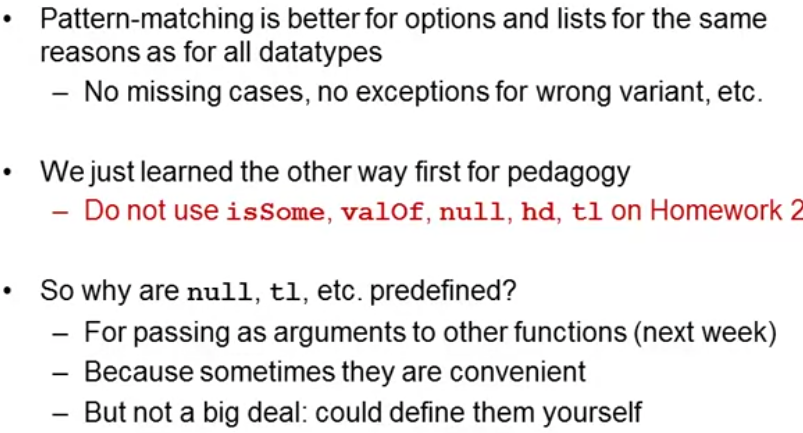 • Pattern-matching is better for options and lists for the same
reasons as for all datatypes
– No missing cases, no exceptions for wrong variant, etc.
• We just learned the other way first for pedagogy
– Do not use isSome, valOf, null, hd, tl on Homework 2
• So why are null, tl, etc. predefined?
– For passing as arguments to other functions (next week)
– Because sometimes they are convenient
– But not a big deal: could define them yourself